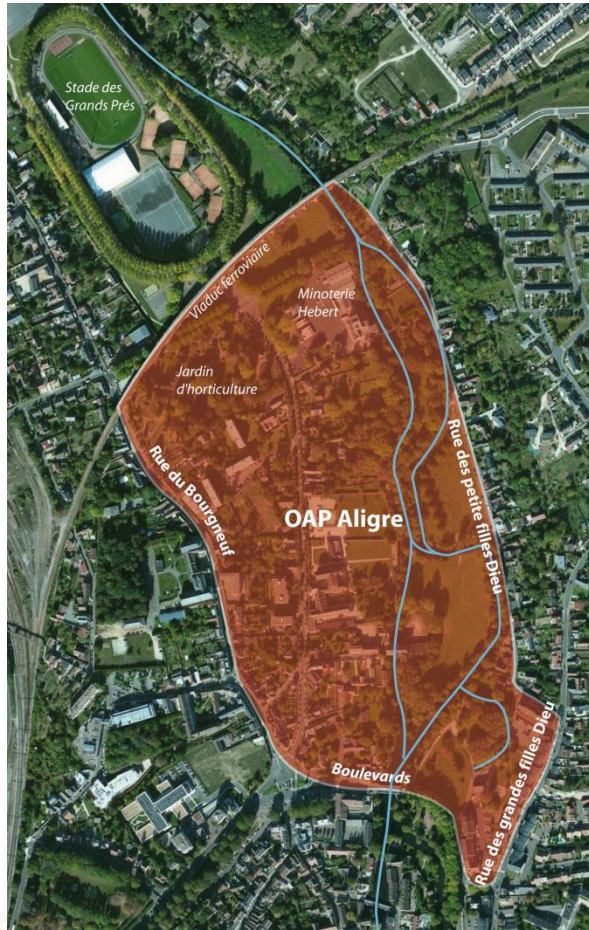 Stade des
Grands Prés
Viaduc ferroviaire
Minoterie
Hebert
Jardin
d'horticulture
Rue du Bourgneuf
OAP Aligre
Rue des petite filles Dieu
Boulevards
Rue des grandes filles Dieu